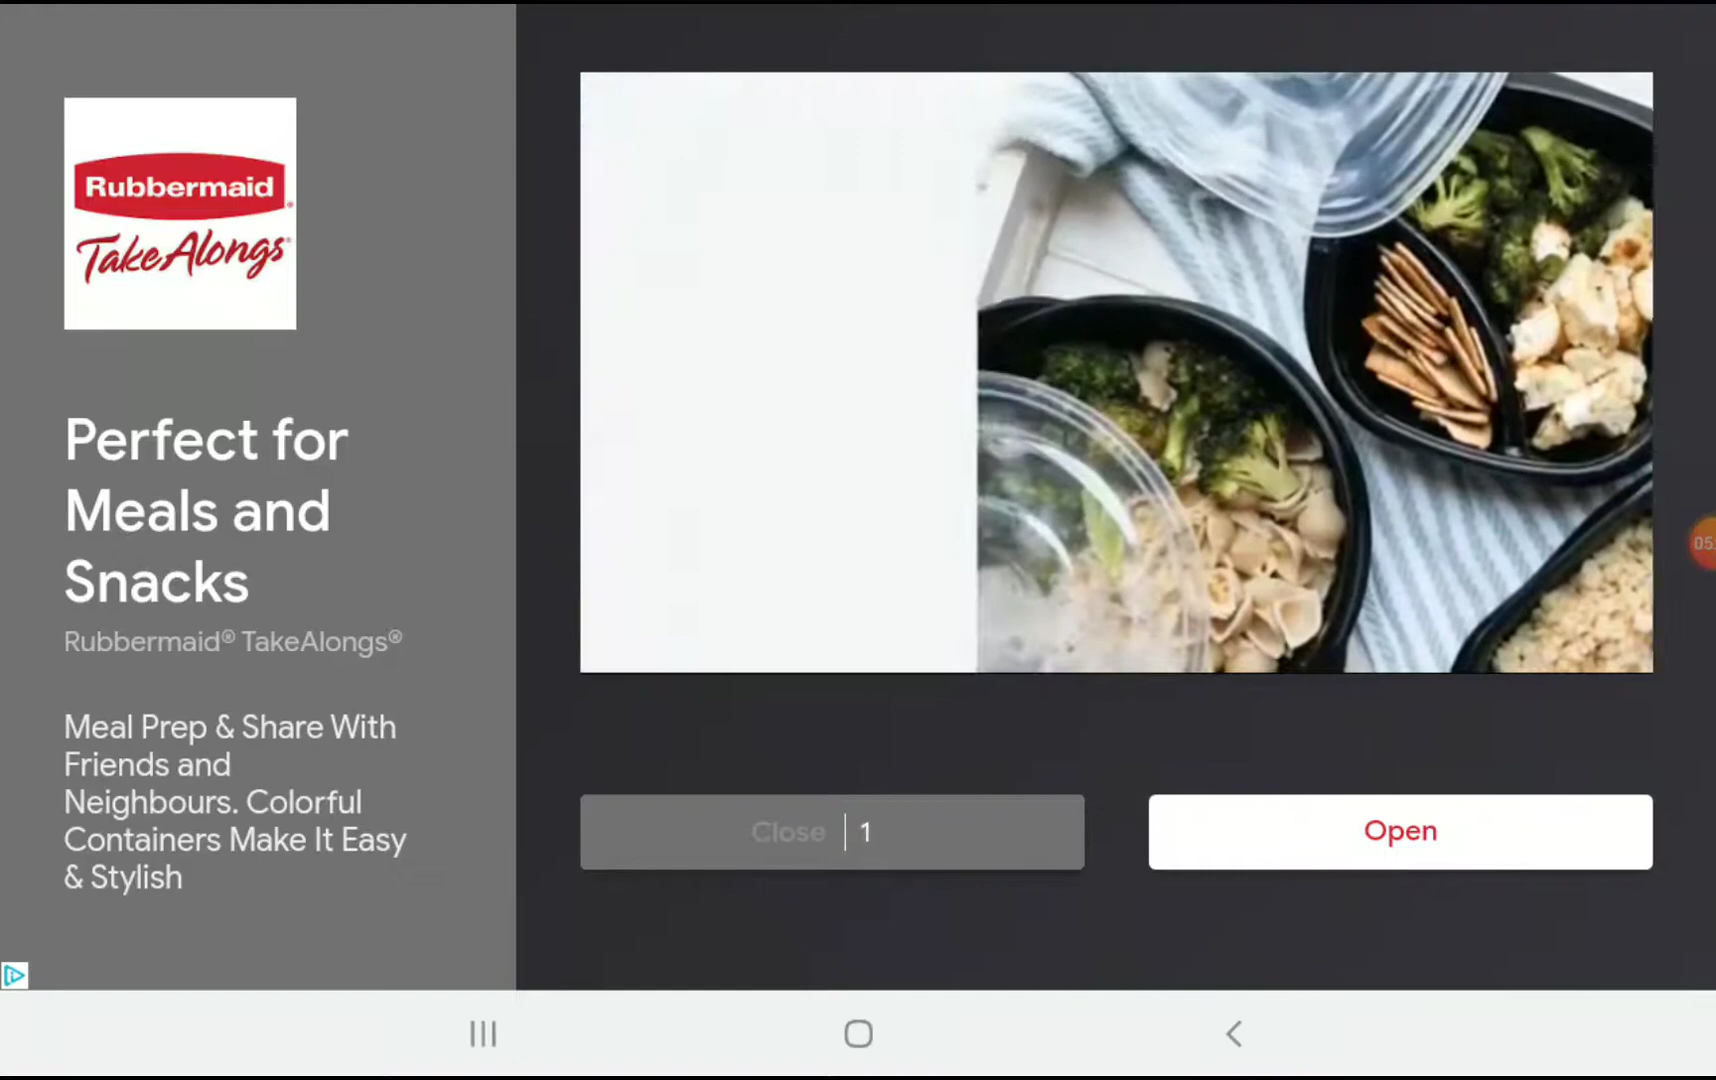 Rubbermaid®
TakeAlongs®
Perfect for
Meals and
Snacks
Rubbermaid® TakeAlongs®
Meal Prep & Share With
Friends and
Neighbours. Colorful
Containers Make It Easy
& Stylish
Close | 1
Open
05